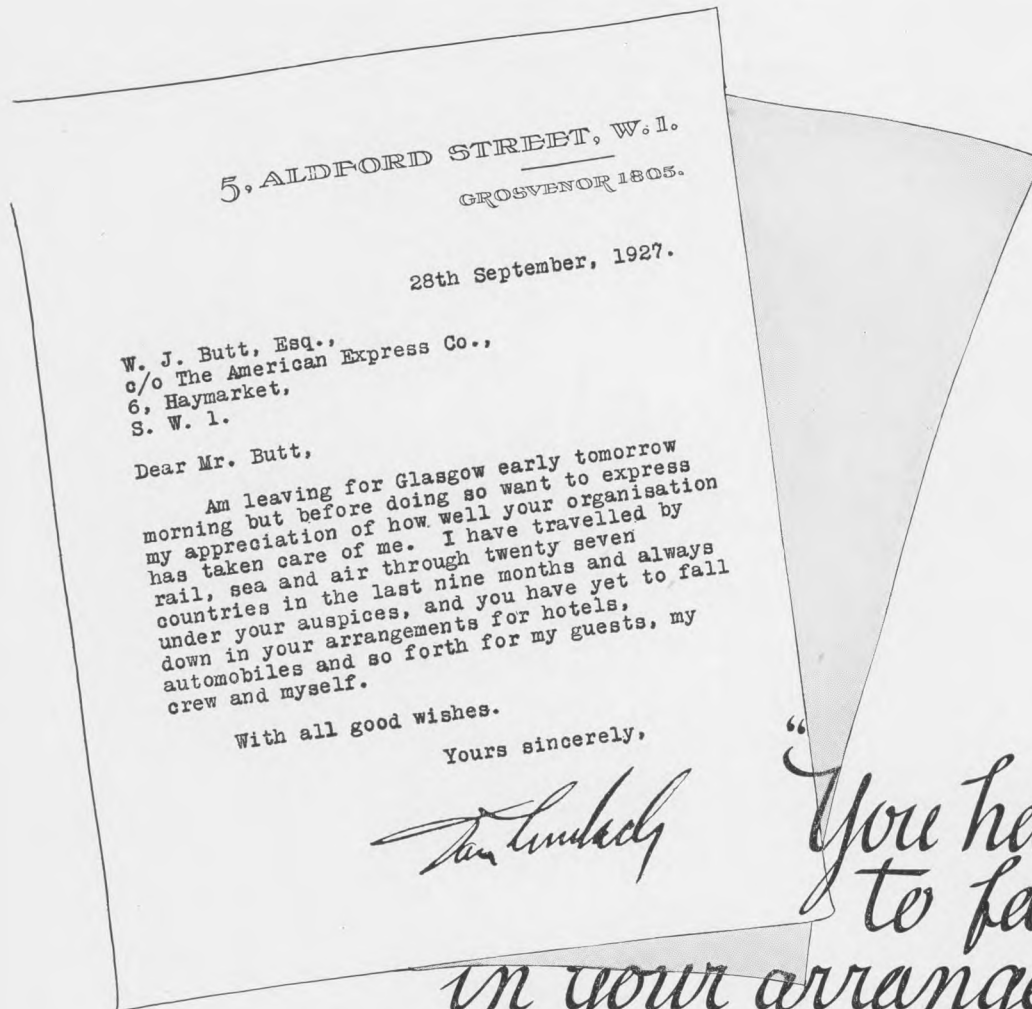 5, ALDFORD STREET, W. 1.
GROSVENOR 1805.
28th September, 1927.
W. J. Butt, Esq.,
c/o The American Express Co.,
6, Haymarket,
S. W. 1.
Dear Mr. Butt,
Am leaving for Glasgow early tomorrow
morning but before doing so want to express
my appreciation of how well your organisation
has taken care of me. I have travelled by
rail, sea and air through twenty seven
countries in the last nine months and always
under your auspices, and you have yet to fall
down in your arrangements for hotels,
automobiles and so forth for my guests, my
crew and myself.
With all good wishes.
Yours sincerely,
"You
to
in your